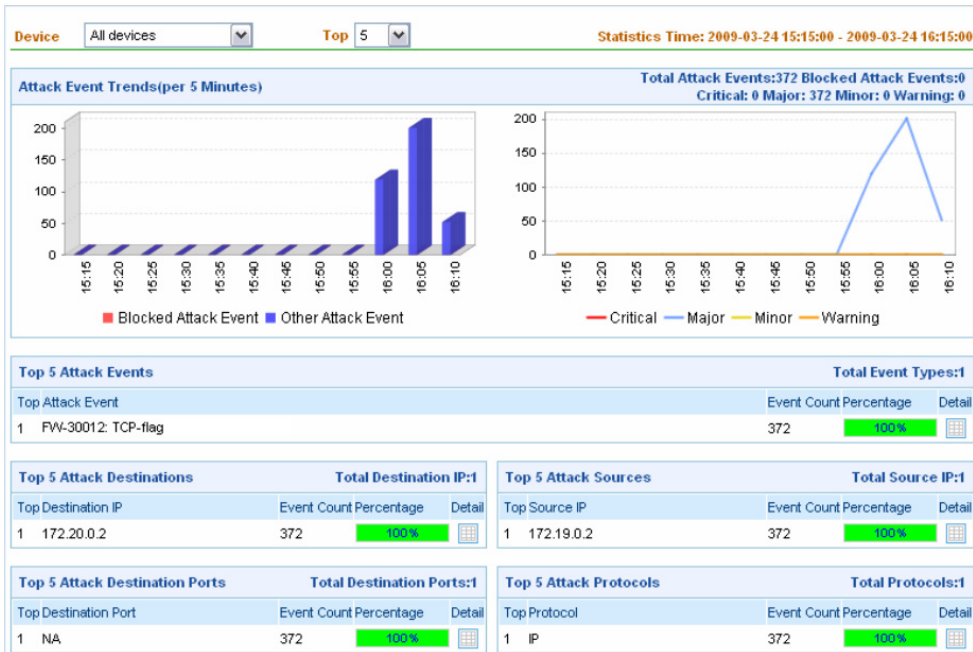 Device All devices Top 5 Statistics Time: 2009-03-24 15:15:00 - 2009-03-24 16:15:00
Attack Event Trends(per 5 Minutes)
Total Attack Events:372 Blocked Attack Events:0
Critical: 0 Major: 372 Minor: 0 Warning: 0
200
150
100
50
0
15:15
15:20
15:25
15:30
15:35
15:40
15:45
15:50
15:55
16:00
16:05
16:10
Blocked Attack Event Other Attack Event
200
150
100
50
0
15:15
15:20
15:25
15:30
15:35
15:40
15:45
15:50
15:55
16:00
16:05
16:10
Critical Major Minor Warning
Top 5 Attack Events Total Event Types:1
Top Attack Event Event Count Percentage Detail
1 FW-30012: TCP-flag 372 100%
Top 5 Attack Destinations Total Destination IP:1
Top Destination IP Event Count Percentage Detail
1 172.20.0.2 372 100%
Top 5 Attack Sources Total Source IP:1
Top Source IP Event Count Percentage Detail
1 172.19.0.2 372 100%
Top 5 Attack Destination Ports Total Destination Ports:1
Top Destination Port Event Count Percentage Detail
1 NA 372 100%
Top 5 Attack Protocols Total Protocols:1
Top Protocol Event Count Percentage Detail
1 IP 372 100%